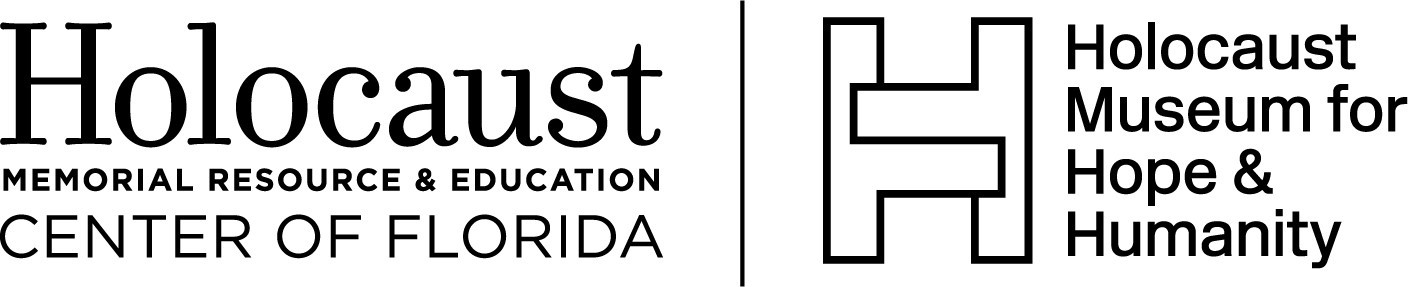 Holocaust
MEMORIAL RESOURCE & EDUCATION
CENTER OF FLORIDA
Holocaust
Museum for
Hope &
Humanity